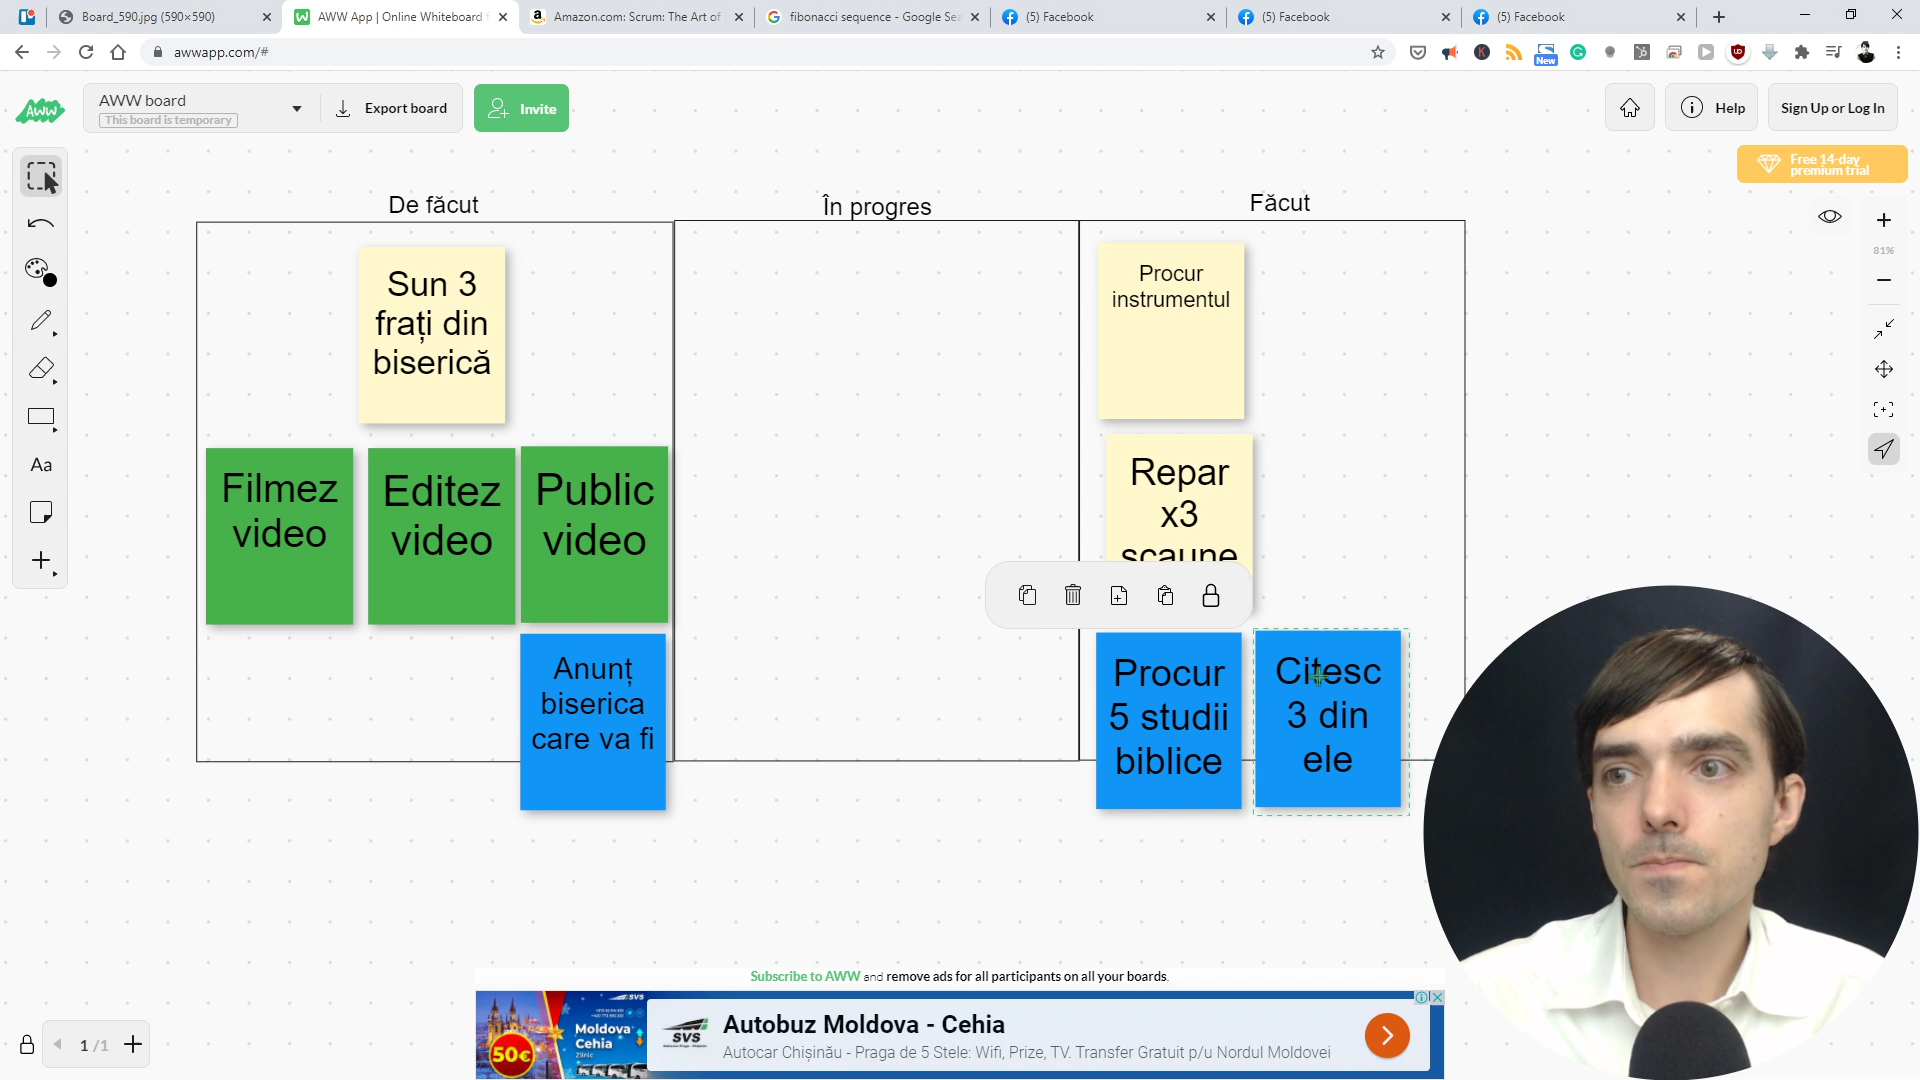 Board_590.jpg (590×590)
AWW App | Online Whiteboard f
Amazon.com: Scrum: The Art of
fibonacci sequence - Google Sea
(5) Facebook
(5) Facebook
(5) Facebook
awwapp.com/#
New
AWW
AWW board
This board is temporary
Export board
Invite
Help
Sign Up or Log In
Free 14-day
premium trial
81%
Aa
De făcut
În progres
Făcut
Sun 3
frați din
biserică
Filmez
video
Editez
video
Public
video
Anunț
biserica
care va fi
Procur
instrumentul
Repar
x3
scaune
Procur
5 studii
biblice
Citesc
3 din
ele
Subscribe to AWW and remove ads for all participants on all your boards.
SVS
Moldova
Cehia
Zilnic
50€
SVS
Autobuz Moldova - Cehia
Autocar Chișinău - Praga de 5 Stele: Wifi, Prize, TV. Transfer Gratuit p/u Nordul Moldovei
1 /1